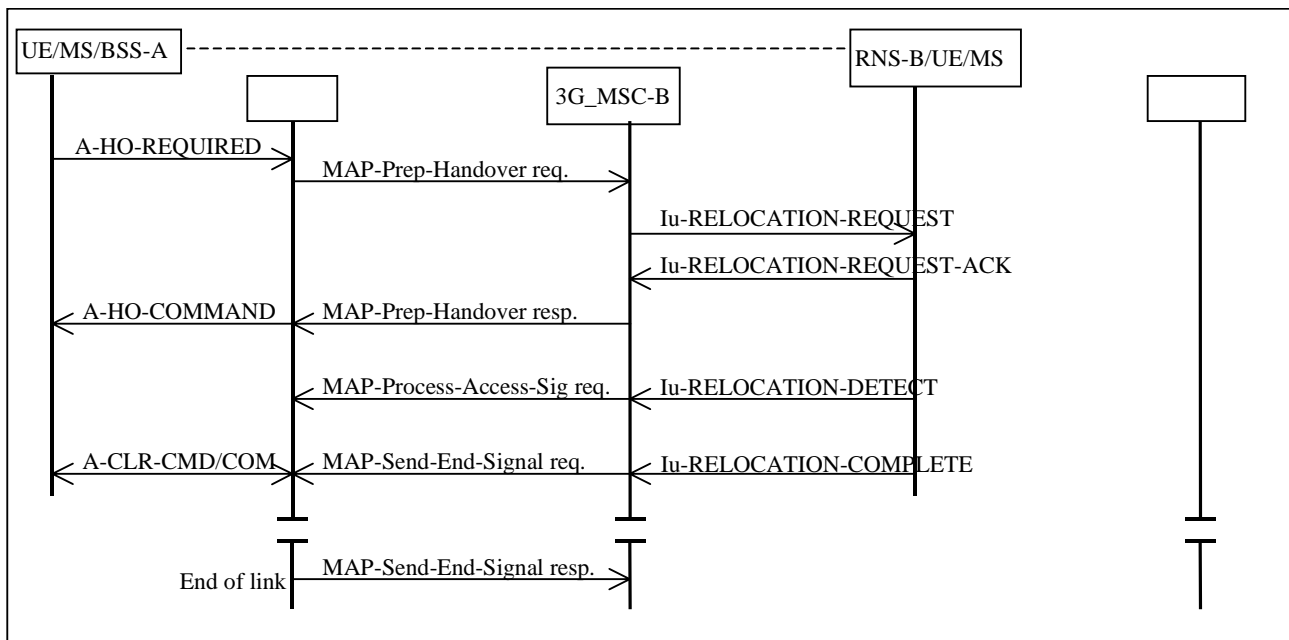 UE/MS/BSS-A
RNS-B/UE/MS
3G_MSC-B
A-HO-REQUIRED
MAP-Prep-Handover req.
Iu-RELOCATION-REQUEST
Iu-RELOCATION-REQUEST-ACK
A-HO-COMMAND
MAP-Prep-Handover resp.
MAP-Process-Access-Sig req.
Iu-RELOCATION-DETECT
A-CLR-CMD/COM
MAP-Send-End-Signal req.
Iu-RELOCATION-COMPLETE
MAP-Send-End-Signal resp.
End of link